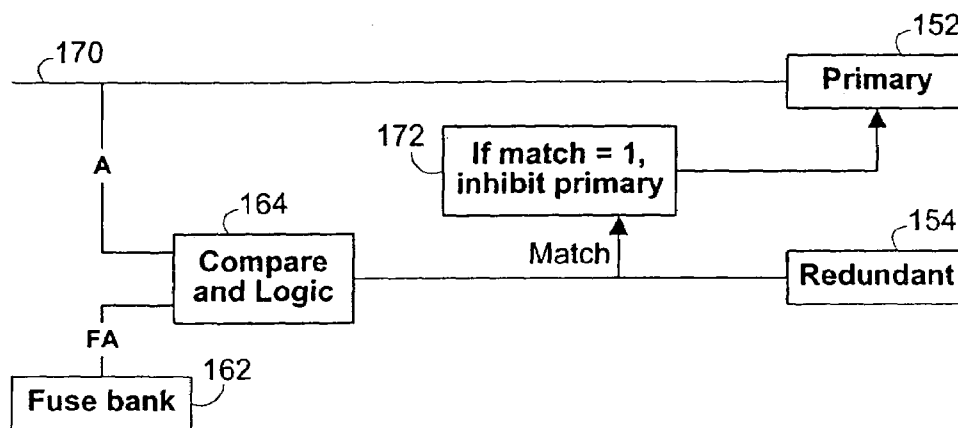 170
152
Primary
172
If match = 1,
inhibit primary
A
164
Compare
and Logic
Match
154
Redundant
FA
162
Fuse bank